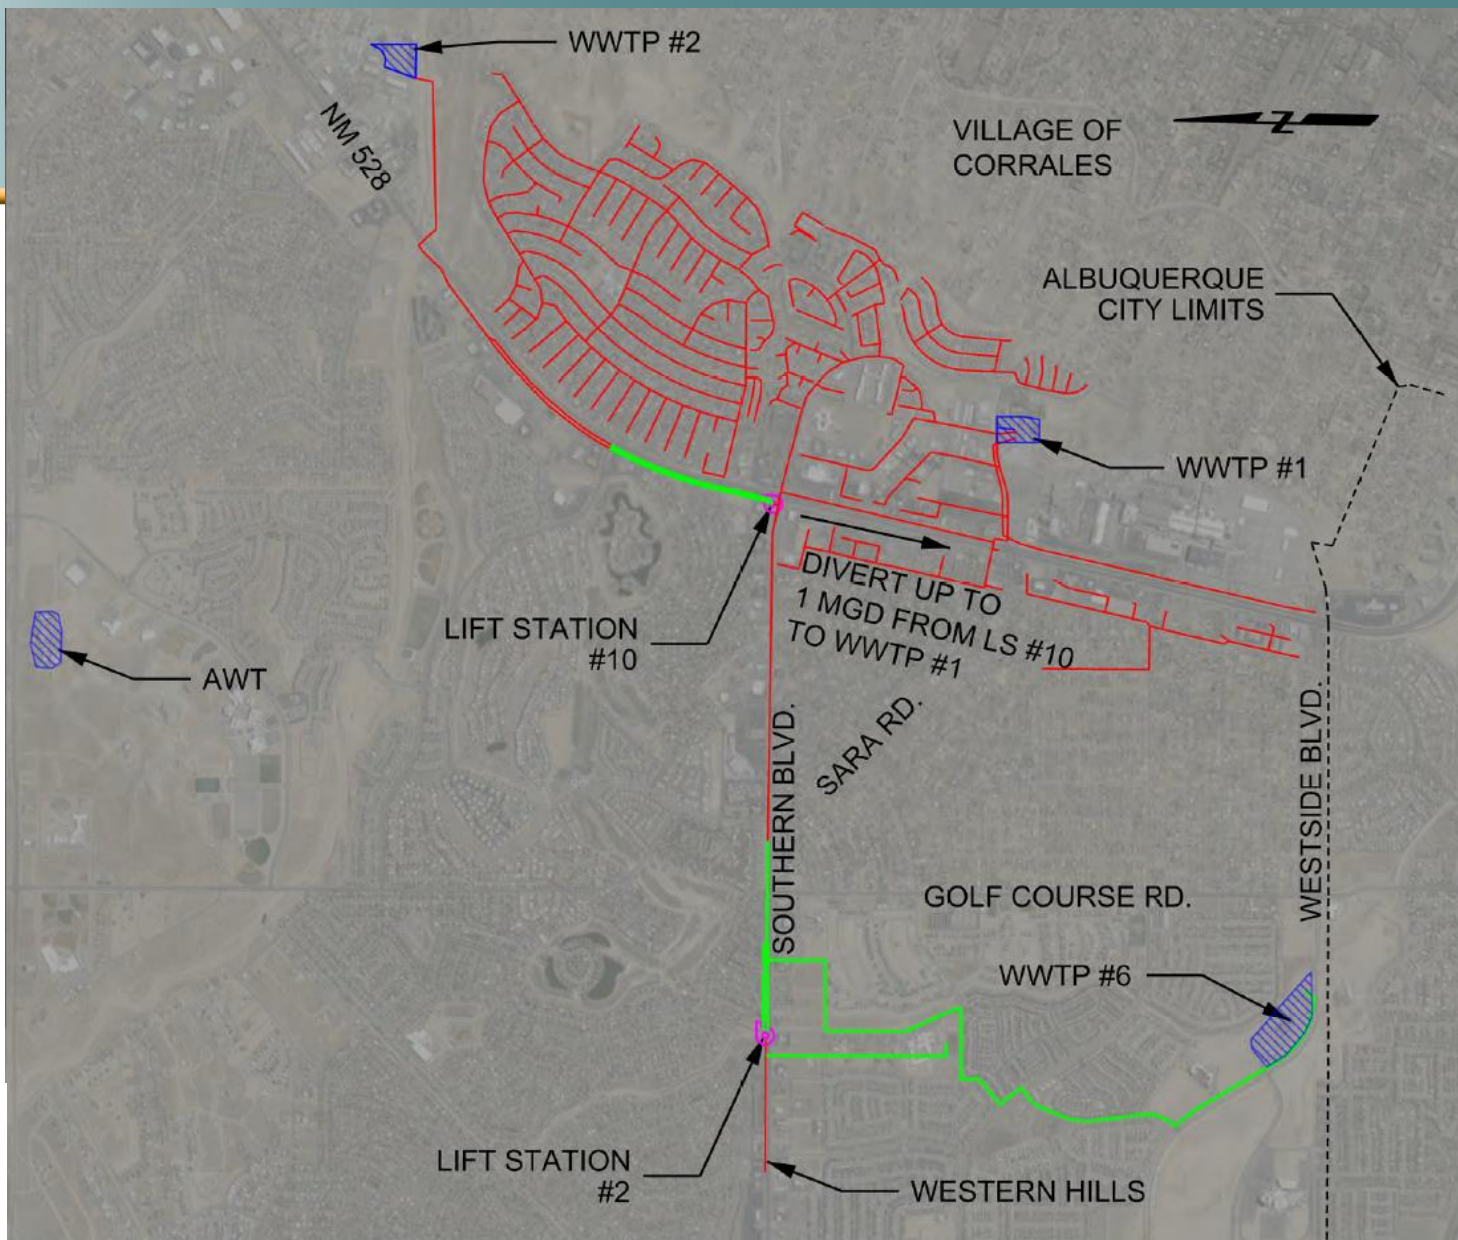 WWTP #2
NM 528
VILLAGE OF
CORRALES
Z
ALBUQUERQUE
CITY LIMITS
WWTP #1
DIVERT UP TO
1 MGD FROM LS #10
TO WWTP #1
LIFT STATION
#10
AWT
SARA RD.
SOUTHERN BLVD.
WESTSIDE BLVD.
GOLF COURSE RD.
WWTP #6
LIFT STATION
#2
WESTERN HILLS